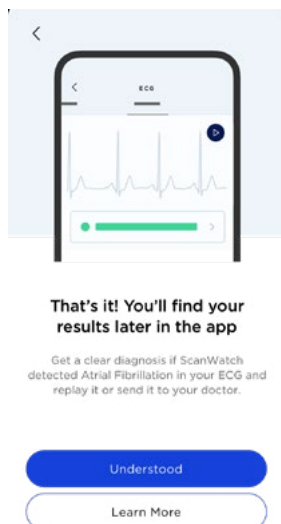 ECG
That's it! You'll find your
results later in the app
Get a clear diagnosis if ScanWatch
detected Atrial Fibrillation in your ECG and
replay it or send it to your doctor.
Understood
Learn More